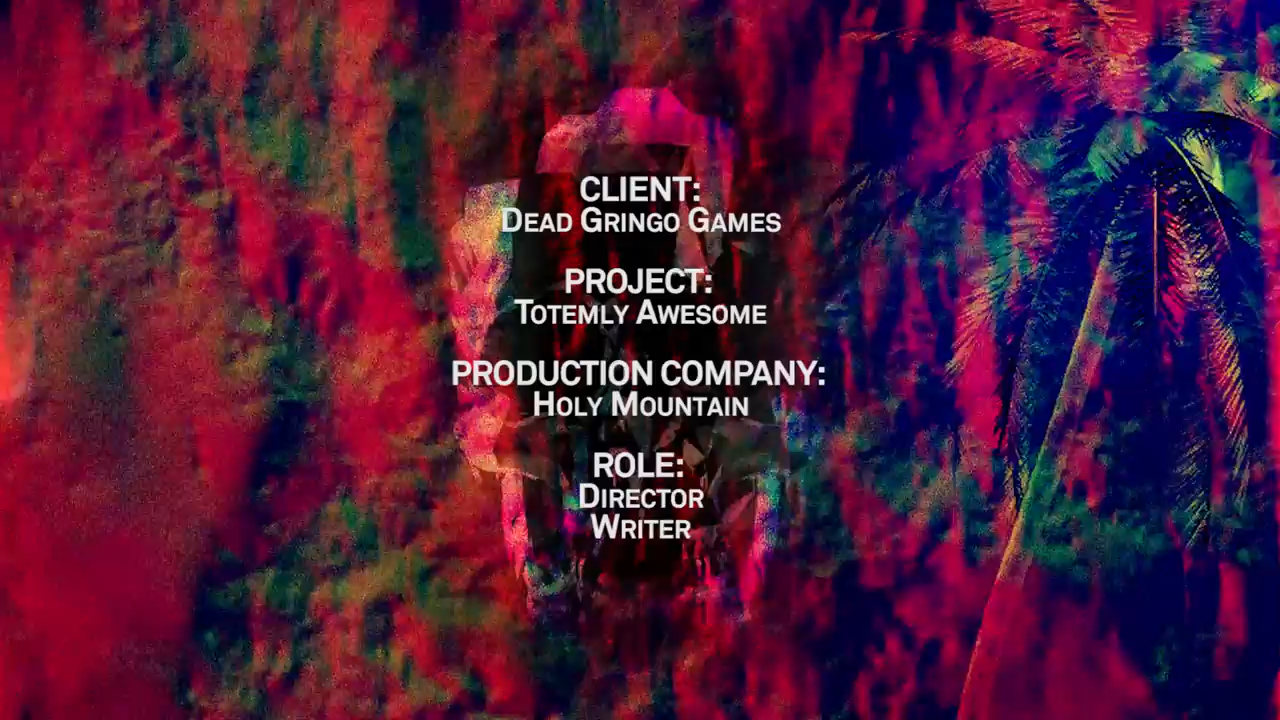 CLIENT:
Dead Gringo Games
PROJECT:
Totemly Awesome
PRODUCTION COMPANY:
Holy Mountain
ROLE:
Director
Writer